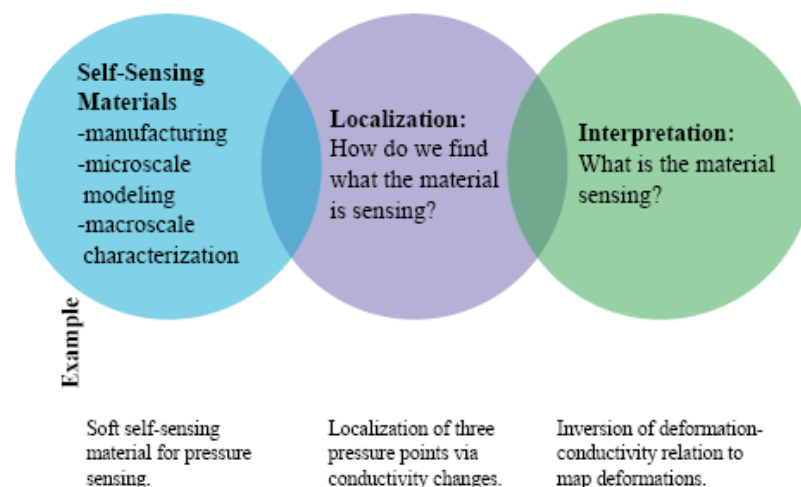 Self-Sensing
Materials
-manufacturing
-microscale
modeling
-macroscale
characterization
Localization:
How do we find
what the material
is sensing?
Interpretation:
What is the material
sensing?
Example
Soft self-sensing
material for pressure
sensing.
Localization of three
pressure points via
conductivity changes.
Inversion of deformation-
conductivity relation to
map deformations.